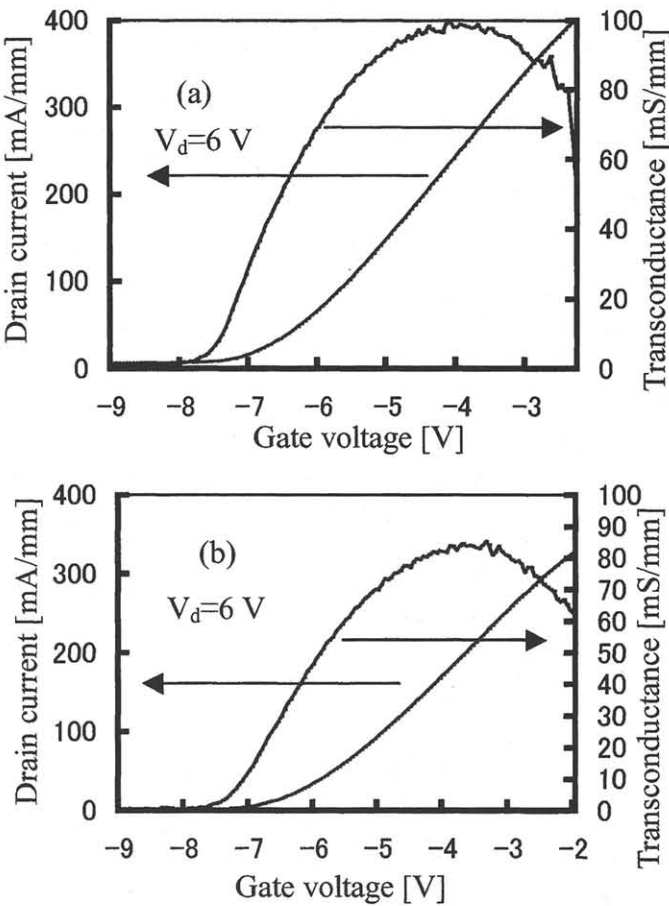 Drain current [mA/mm]
400
300
200
100
0
(a)
V_d=6 V
100
80
60
40
20
0
Transconductance [mS/mm]
−9 −8 −7 −6 −5 −4 −3
Gate voltage [V]
Drain current [mA/mm]
400
300
200
100
0
(b)
V_d=6 V
100
90
80
70
60
50
40
30
20
10
0
Transconductance [mS/mm]
−9 −8 −7 −6 −5 −4 −3 −2
Gate voltage [V]